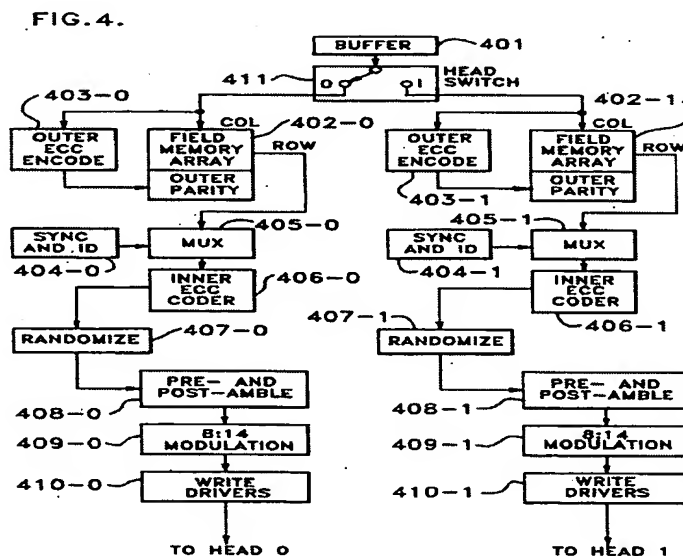 FIG.4.
BUFFER 401
411 0 1 HEAD SWITCH
403-0 COL 402-0 COL 402-1
OUTER ECC ENCODE FIELD MEMORY ARRAY ROW OUTER ECC ENCODE FIELD MEMORY ARRAY ROW
OUTER PARITY 403-1 OUTER PARITY
405-0 405-1
SYNC AND ID MUX SYNC AND ID MUX
404-0 404-1
INNER ECC CODER 406-0 INNER ECC CODER
407-0 407-1 406-1
RANDOMIZE RANDOMIZE
PRE- AND POST-AMBLE PRE- AND POST-AMBLE
408-0 408-1
409-0 8:14 MODULATION 409-1 8:14 MODULATION
410-0 WRITE DRIVERS 410-1 WRITE DRIVERS
TO HEAD 0 TO HEAD 1